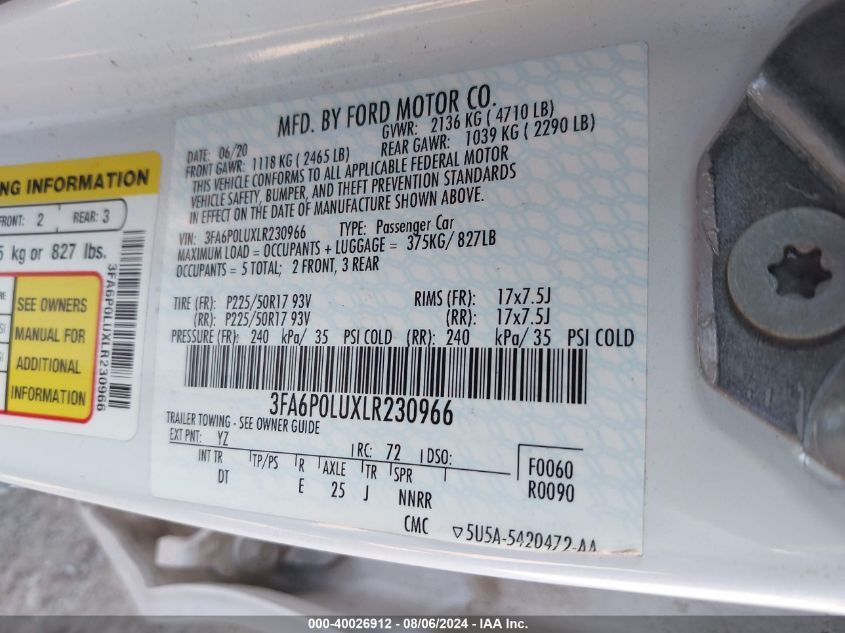 MFD. BY FORD MOTOR CO.
DATE: 06/20 GVWR: 2136 KG ( 4710 LB)
FRONT GAWR: 1118 KG ( 2465 LB) REAR GAWR: 1039 KG ( 2290 LB)
THIS VEHICLE CONFORMS TO ALL APPLICABLE FEDERAL MOTOR
VEHICLE SAFETY, BUMPER, AND THEFT PREVENTION STANDARDS
IN EFFECT ON THE DATE OF MANUFACTURE SHOWN ABOVE.
VIN: 3FA6P0LUXLR230966 TYPE: Passenger Car
MAXIMUM LOAD = OCCUPANTS + LUGGAGE = 375KG/ 827LB
OCCUPANTS = 5 TOTAL; 2 FRONT, 3 REAR
TIRE (FR): P225/50R17 93V RIMS (FR): 17x7.5J
(RR): P225/50R17 93V (RR): 17x7.5J
PRESSURE (FR): 240 kPa/ 35 PSI COLD (RR): 240 kPa/ 35 PSI COLD
3FA6P0LUXLR230966
TRAILER TOWING - SEE OWNER GUIDE
EXT PNT: YZ RC: 72 DSO:
INT TR TP/PS R AXLE TR SPR F0060
DT E 25 J NNRR R0090
CMC ▽5U5A-5420472-AA
NG INFORMATION
FRONT: 2 REAR: 3
5 kg or 827 lbs.
SEE OWNERS
MANUAL FOR
ADDITIONAL
INFORMATION
3FA6P0LUXLR230966
000-40026912 - 08/06/2024 - IAA Inc.